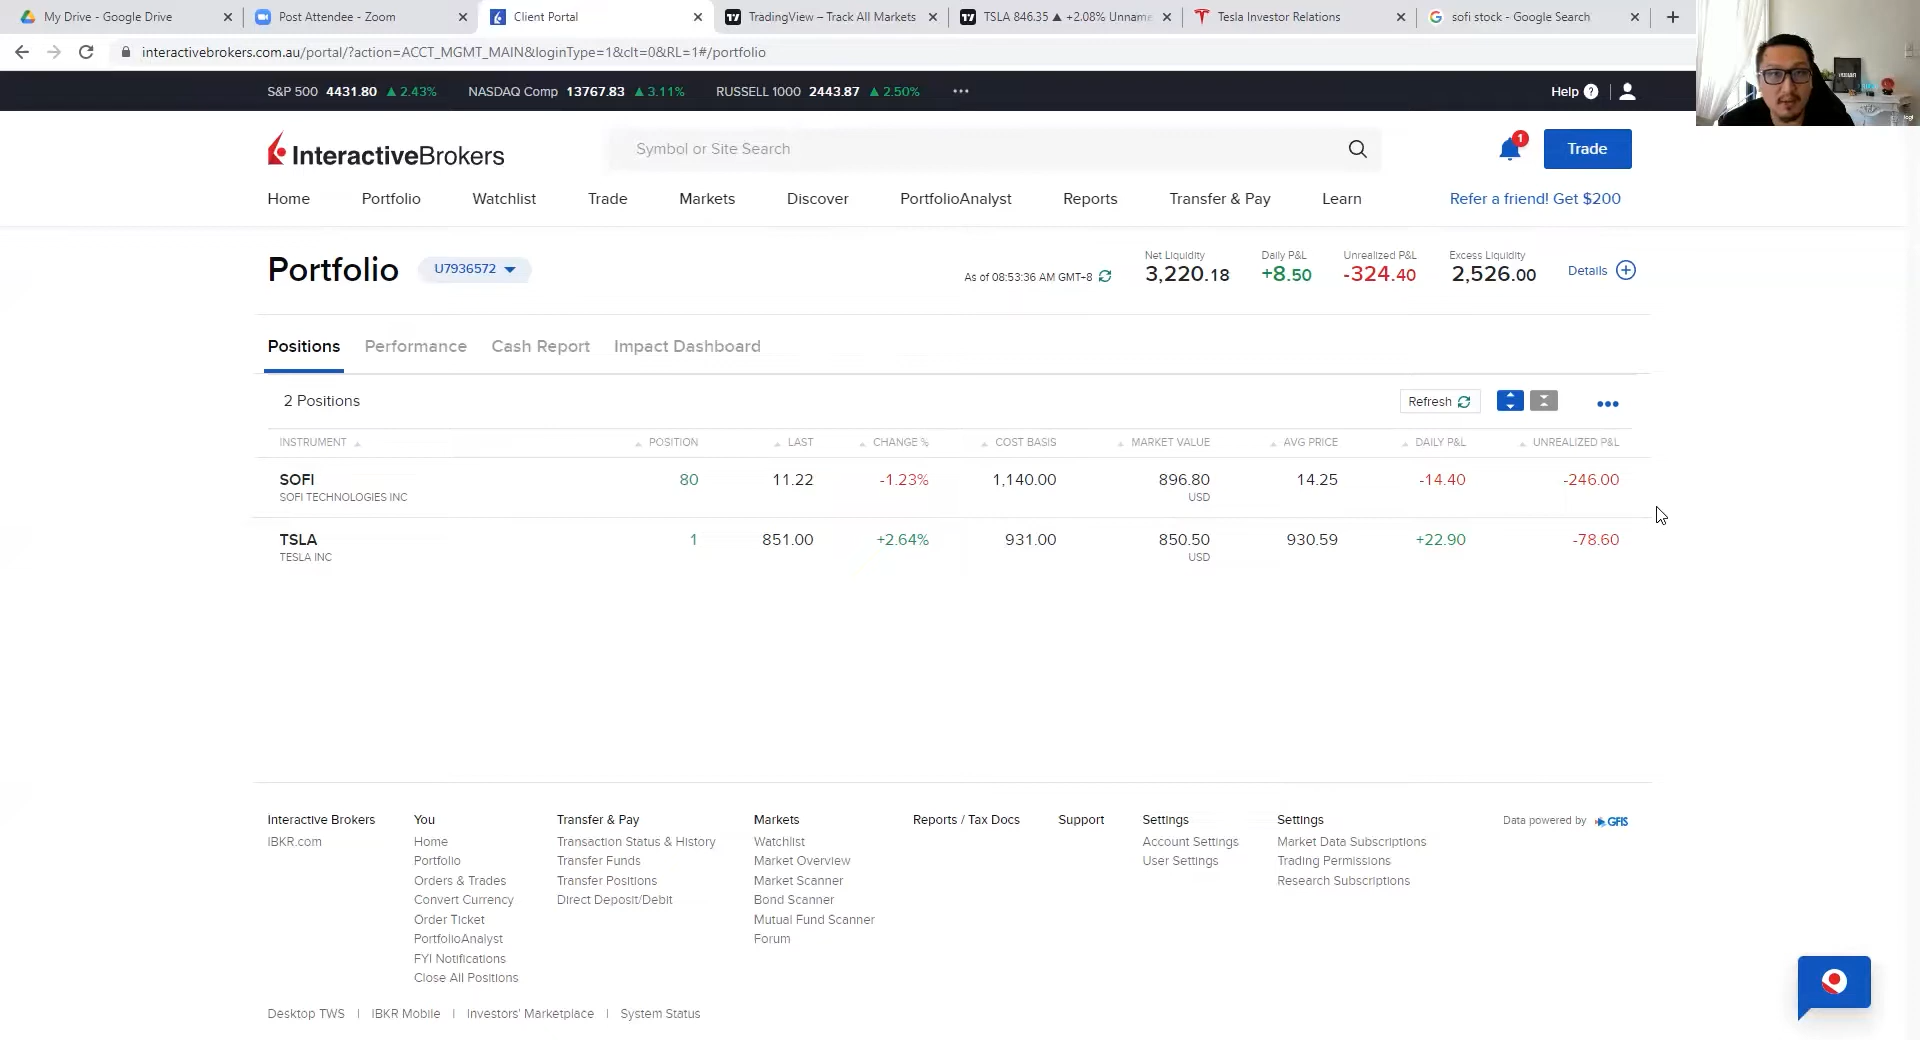 My Drive - Google Drive
Post Attendee - Zoom
Client Portal
TradingView – Track All Markets
TSLA 846.35 ▲ +2.08% Unname
Tesla Investor Relations
sofi stock - Google Search
interactivebrokers.com.au/portal/?action=ACCT_MGMT_MAIN&loginType=1&clt=0&RL=1#/portfolio
S&P 500 4431.80 ▲ 2.43% NASDAQ Comp 13767.83 ▲ 3.11% RUSSELL 1000 2443.87 ▲ 2.50% •••
Help ?
InteractiveBrokers
Symbol or Site Search
1
Trade
Home Portfolio Watchlist Trade Markets Discover PortfolioAnalyst Reports Transfer & Pay Learn Refer a friend! Get $200
Portfolio
U7936572
As of 08:53:36 AM GMT+8
Net Liquidity Daily P&L Unrealized P&L Excess Liquidity
3,220.18 +8.50 -324.40 2,526.00
Details
Positions Performance Cash Report Impact Dashboard
2 Positions
Refresh
INSTRUMENT POSITION LAST CHANGE % COST BASIS MARKET VALUE AVG PRICE DAILY P&L UNREALIZED P&L
SOFI 80 11.22 -1.23% 1,140.00 896.80 14.25 -14.40 -246.00
SOFI TECHNOLOGIES INC USD
TSLA 1 851.00 +2.64% 931.00 850.50 930.59 +22.90 -78.60
TESLA INC USD
Interactive Brokers
IBKR.com
You
Home
Portfolio
Orders & Trades
Convert Currency
Order Ticket
PortfolioAnalyst
FYI Notifications
Close All Positions
Transfer & Pay
Transaction Status & History
Transfer Funds
Transfer Positions
Direct Deposit/Debit
Markets
Watchlist
Market Overview
Market Scanner
Bond Scanner
Mutual Fund Scanner
Forum
Reports / Tax Docs
Support
Settings
Account Settings
User Settings
Settings
Market Data Subscriptions
Trading Permissions
Research Subscriptions
Data powered by GFIS
Desktop TWS | IBKR Mobile | Investors' Marketplace | System Status